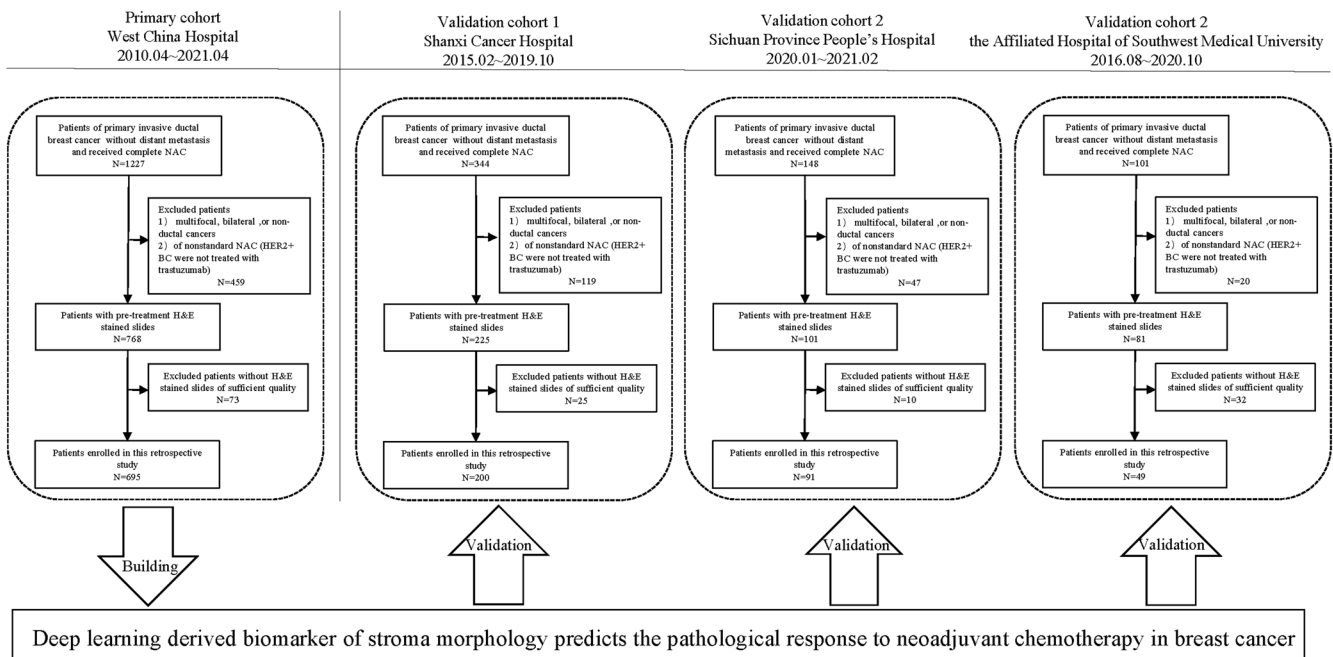 Primary cohort
West China Hospital
2010.04~2021.04
Validation cohort 1
Shanxi Cancer Hospital
2015.02~2019.10
Validation cohort 2
Sichuan Province People's Hospital
2020.01~2021.02
Validation cohort 2
the Affiliated Hospital of Southwest Medical University
2016.08~2020.10
Patients of primary invasive ductal
breast cancer without distant metastasis
and received complete NAC
N=1227
Excluded patients
1) multifocal, bilateral ,or non-
ductal cancers
2) of nonstandard NAC (HER2+
BC were not treated with
trastuzumab)
N=459
Patients with pre-treatment H&E
stained slides
N=768
Excluded patients without H&E
stained slides of sufficient quality
N=73
Patients enrolled in this retrospective
study
N=695
Patients of primary invasive ductal
breast cancer without distant metastasis
and received complete NAC
N=344
Excluded patients
1) multifocal, bilateral ,or non-
ductal cancers
2) of nonstandard NAC (HER2+
BC were not treated with
trastuzumab)
N=119
Patients with pre-treatment H&E
stained slides
N=225
Excluded patients without H&E
stained slides of sufficient quality
N=25
Patients enrolled in this retrospective
study
N=200
Patients of primary invasive ductal
breast cancer without distant
metastasis and received complete NAC
N=148
Excluded patients
1) multifocal, bilateral ,or non-
ductal cancers
2) of nonstandard NAC (HER2+
BC were not treated with
trastuzumab)
N=47
Patients with pre-treatment H&E
stained slides
N=101
Excluded patients without H&E
stained slides of sufficient quality
N=10
Patients enrolled in this retrospective
study
N=91
Patients of primary invasive ductal
breast cancer without distant metastasis
and received complete NAC
N=101
Excluded patients
1) multifocal, bilateral ,or non-
ductal cancers
2) of nonstandard NAC (HER2+
BC were not treated with
trastuzumab)
N=20
Patients with pre-treatment H&E
stained slides
N=81
Excluded patients without H&E
stained slides of sufficient quality
N=32
Patients enrolled in this retrospective
study
N=49
Building
Validation
Validation
Validation
Deep learning derived biomarker of stroma morphology predicts the pathological response to neoadjuvant chemotherapy in breast cancer